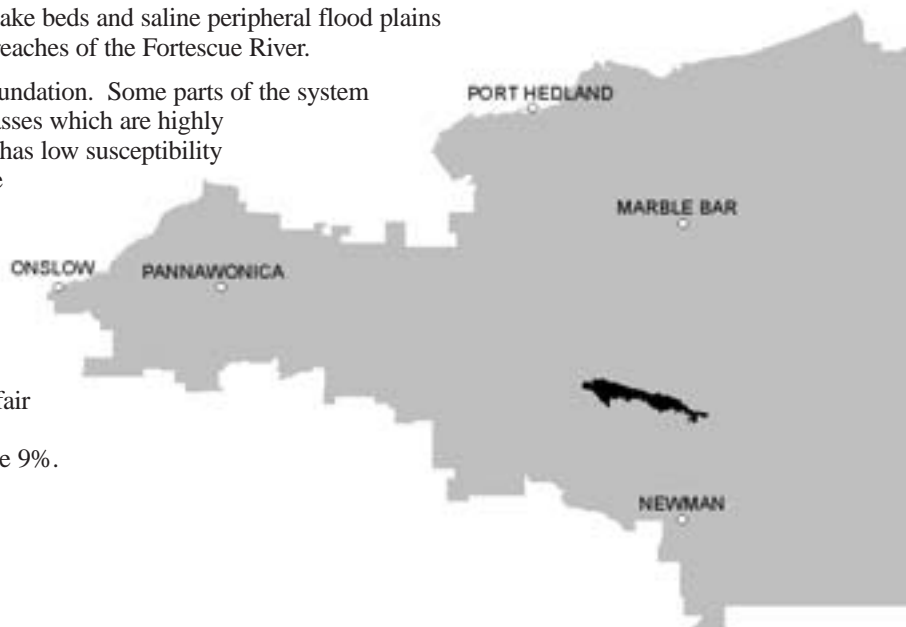 ake beds and saline peripheral flood plains
eaches of the Fortescue River.
undation. Some parts of the system
asses which are highly
has low susceptibility
e
fair
e 9%.
PORT HEDLAND
MARBLE BAR
ONSLOW
PANNAWONICA
NEWMAN